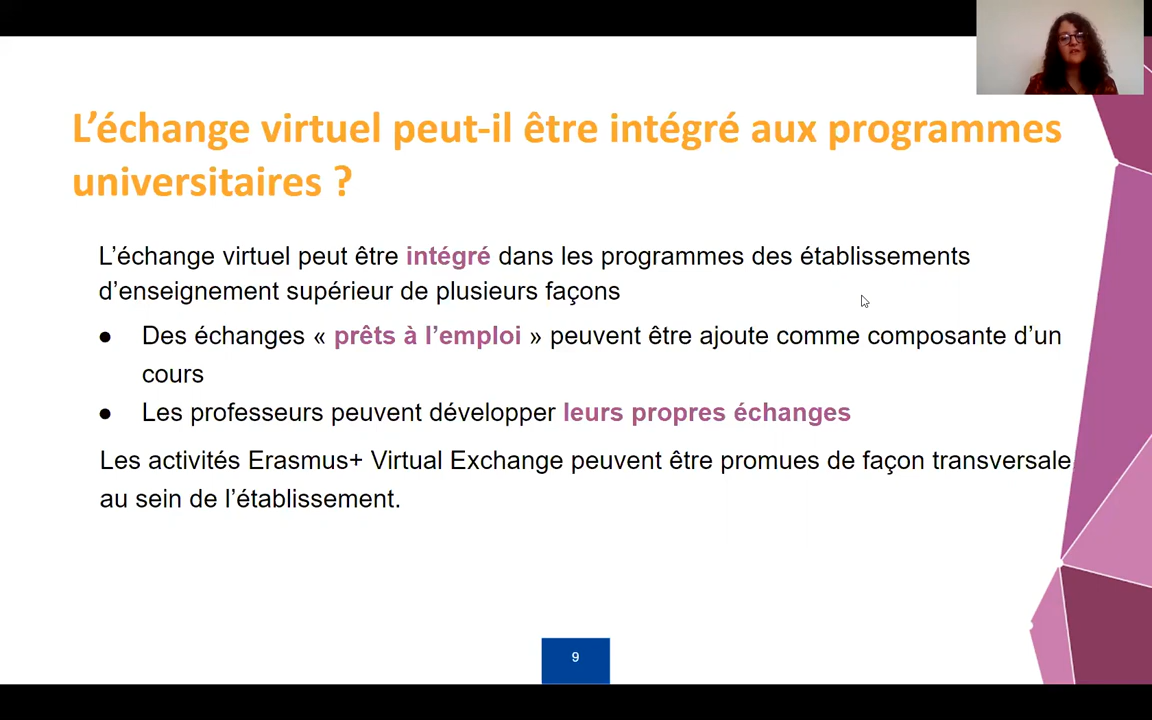 L’échange virtuel peut-il être intégré aux programmes
universitaires ?
L’échange virtuel peut être intégré dans les programmes des établissements
d’enseignement supérieur de plusieurs façons
● Des échanges « prêts à l’emploi » peuvent être ajoute comme composante d’un
cours
● Les professeurs peuvent développer leurs propres échanges
Les activités Erasmus+ Virtual Exchange peuvent être promues de façon transversale
au sein de l’établissement.
9